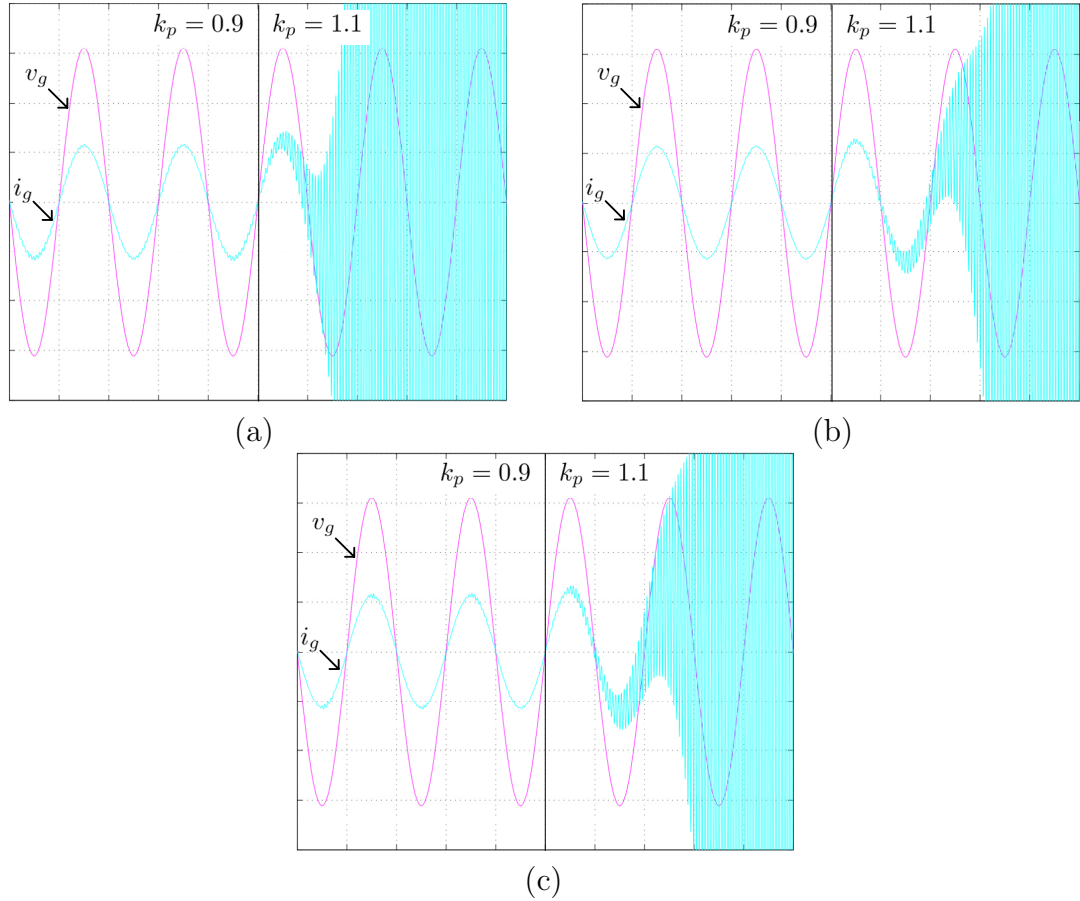 k_p = 0.9 k_p = 1.1
v_g
i_g
(a)
k_p = 0.9 k_p = 1.1
v_g
i_g
(b)
k_p = 0.9 k_p = 1.1
v_g
i_g
(c)